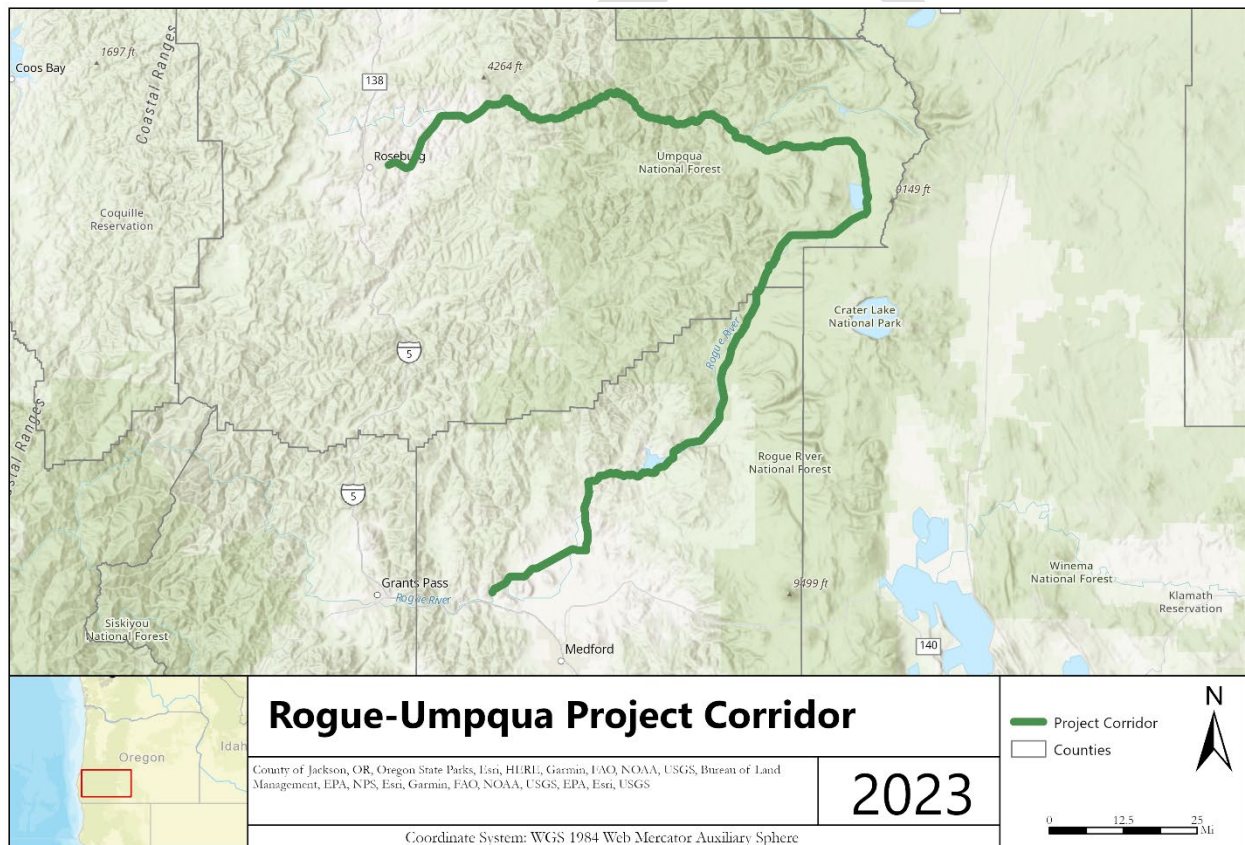 Coos Bay
1697 ft
Coastal Ranges
138
4264 ft
Roseburg
Umpqua
National Forest
9149 ft
Coquille
Reservation
Crater Lake
National Park
5
Rogue River
Rogue River
National Forest
5
Grants Pass
Rogue River
Siskiyou
National Forest
Medford
9499 ft
Winema
National Forest
Klamath
Reservation
140
Oregon
Idah
Rogue-Umpqua Project Corridor
County of Jackson, OR, Oregon State Parks, Esri, HERE, Garmin, FAO, NOAA, USGS, Bureau of Land
Management, EPA, NPS, Esri, Garmin, FAO, NOAA, USGS, EPA, Esri, USGS
2023
Coordinate System: WGS 1984 Web Mercator Auxiliary Sphere
N
Project Corridor
Counties
0 12.5 25
Mi